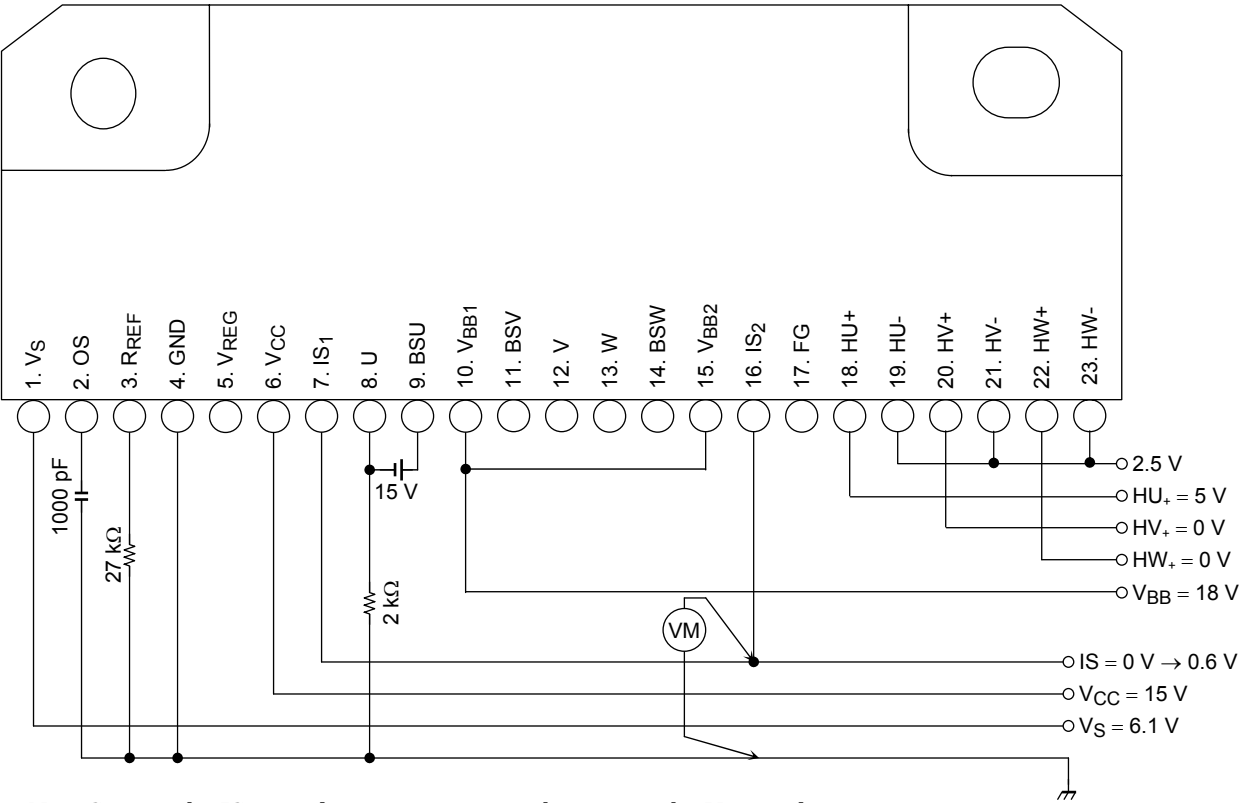 1. VS
2. OS
3. RREF
4. GND
5. VREG
6. VCC
7. IS1
8. U
9. BSU
10. VBB1
11. BSV
12. V
13. W
14. BSW
15. VBB2
16. IS2
17. FG
18. HU+
19. HU-
20. HV+
21. HV-
22. HW+
23. HW-
1000 pF
27 kΩ
15 V
2 kΩ
VM
2.5 V
HU+ = 5 V
HV+ = 0 V
HW+ = 0 V
VBB = 18 V
IS = 0 V → 0.6 V
VCC = 15 V
VS = 6.1 V